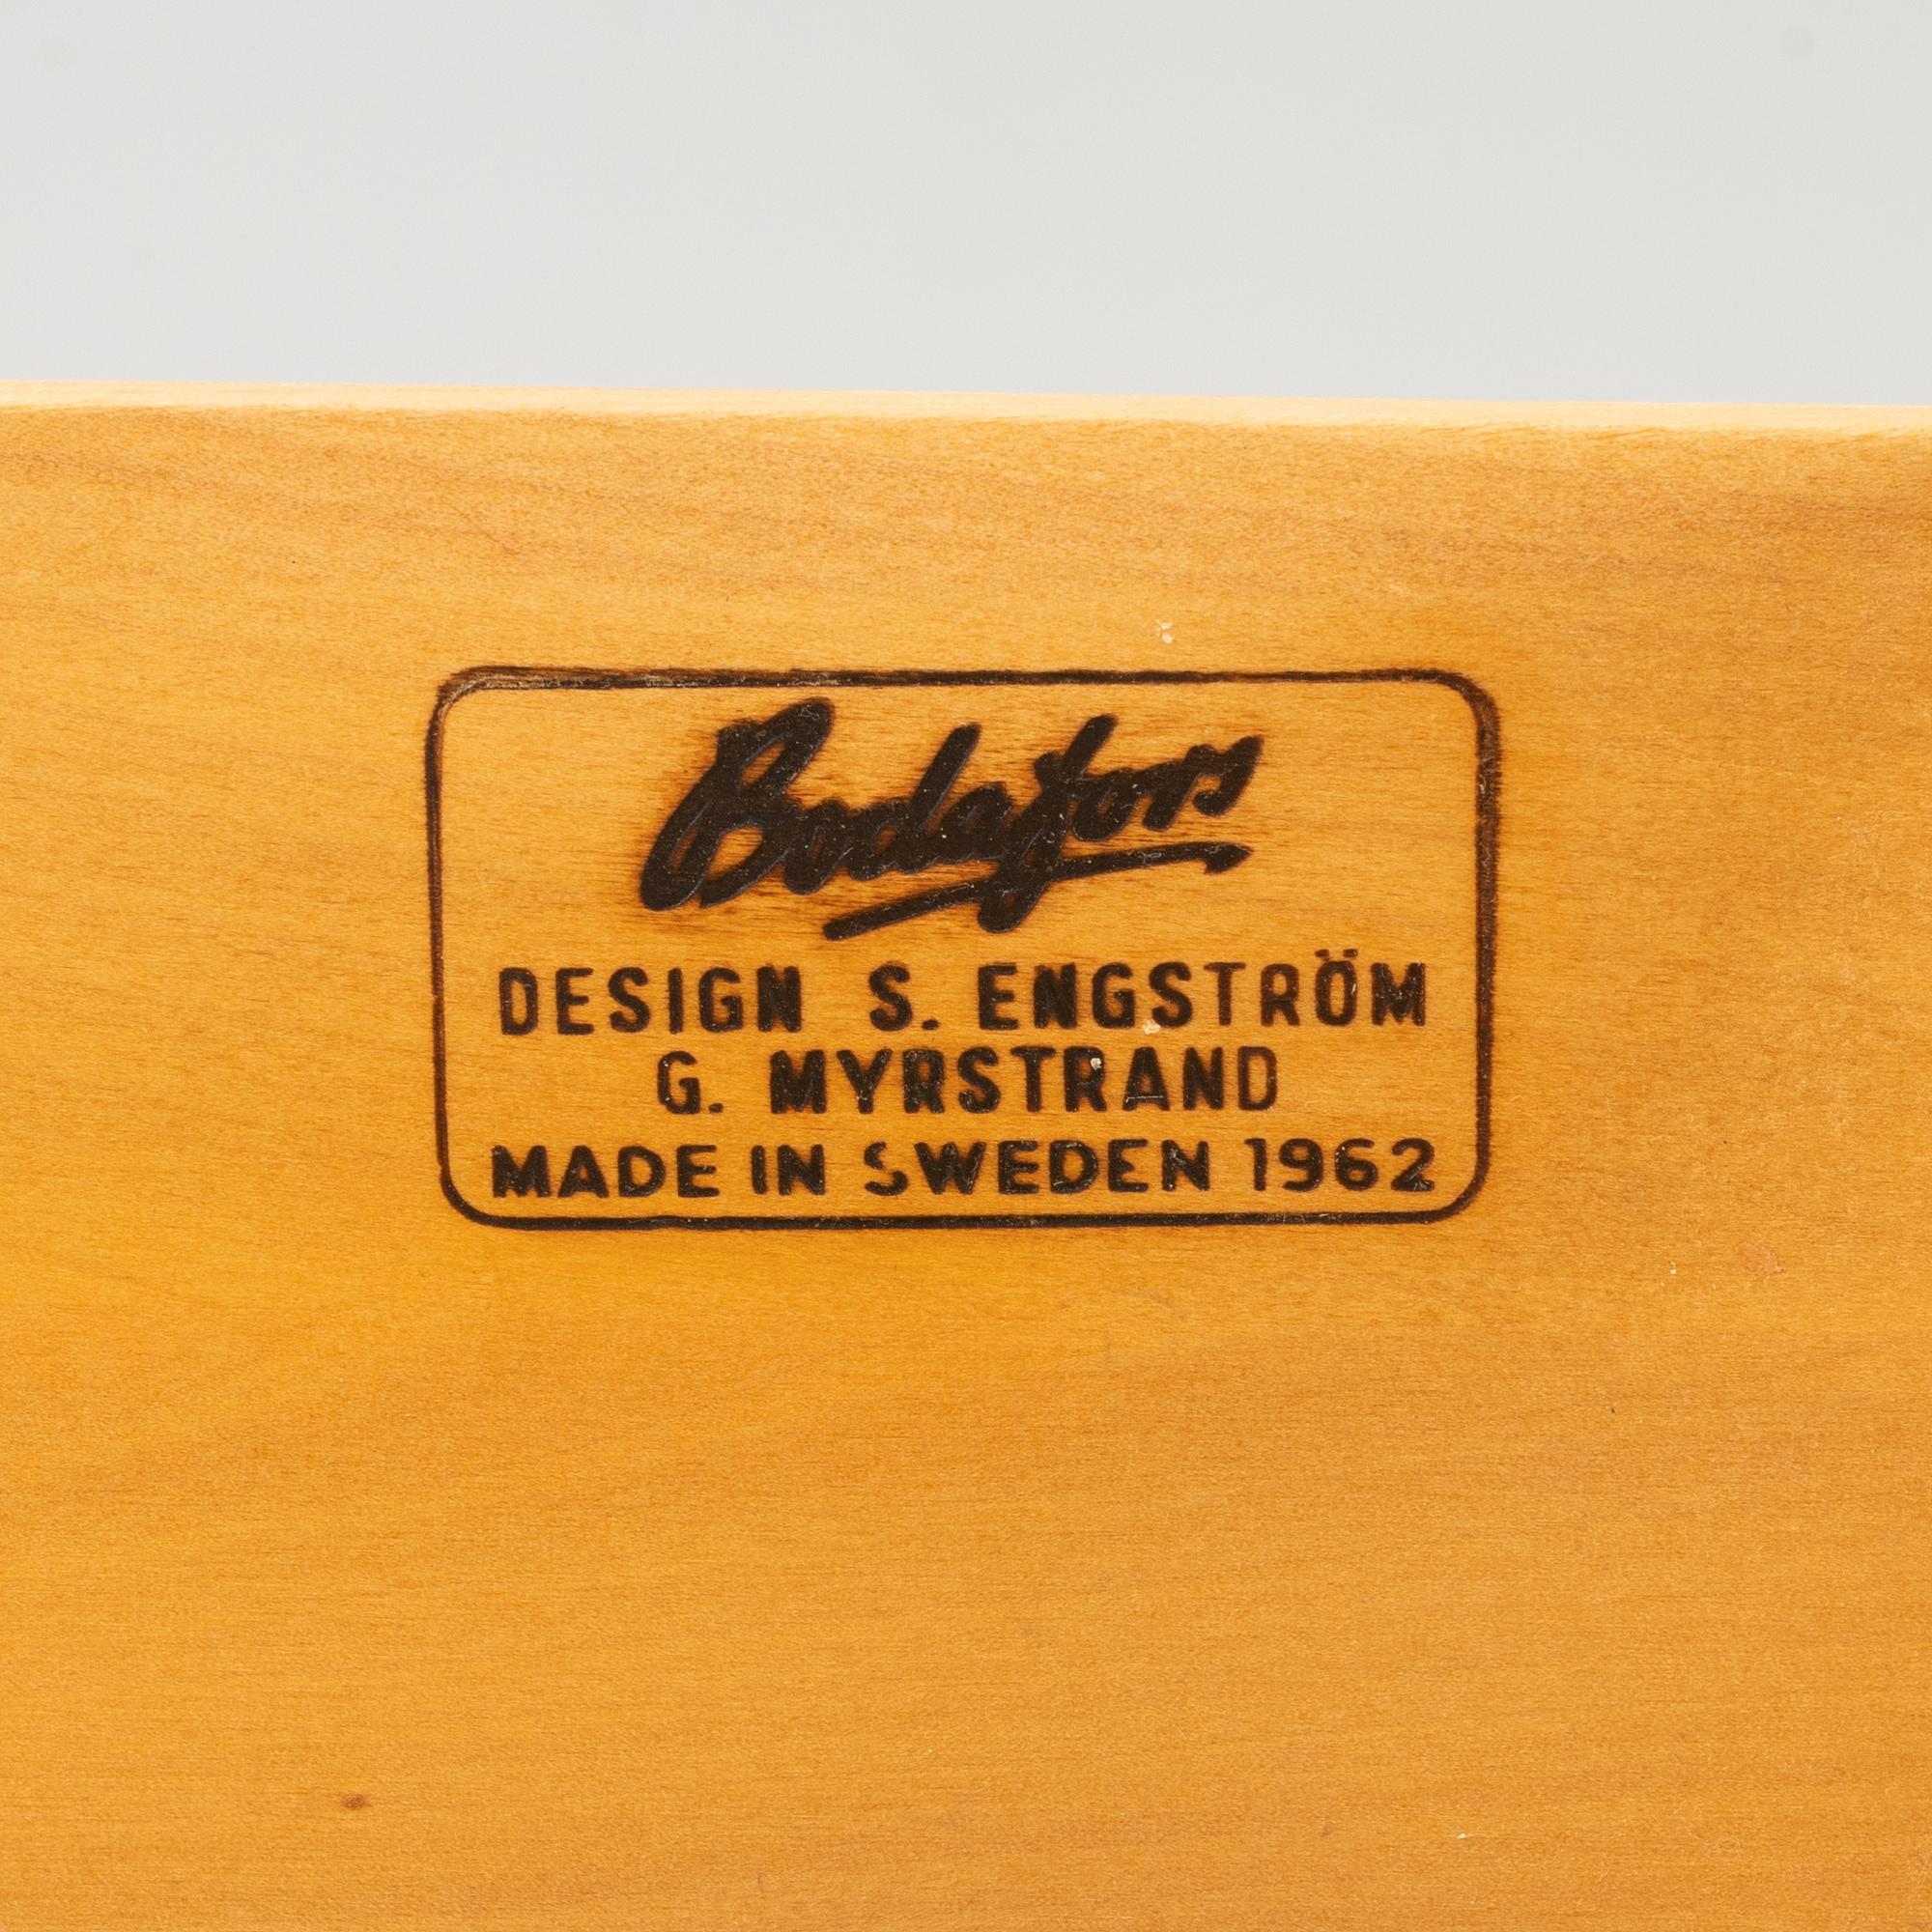 Bodafors
DESIGN S. ENGSTRÖM
G. MYRSTRAND
MADE IN SWEDEN 1962